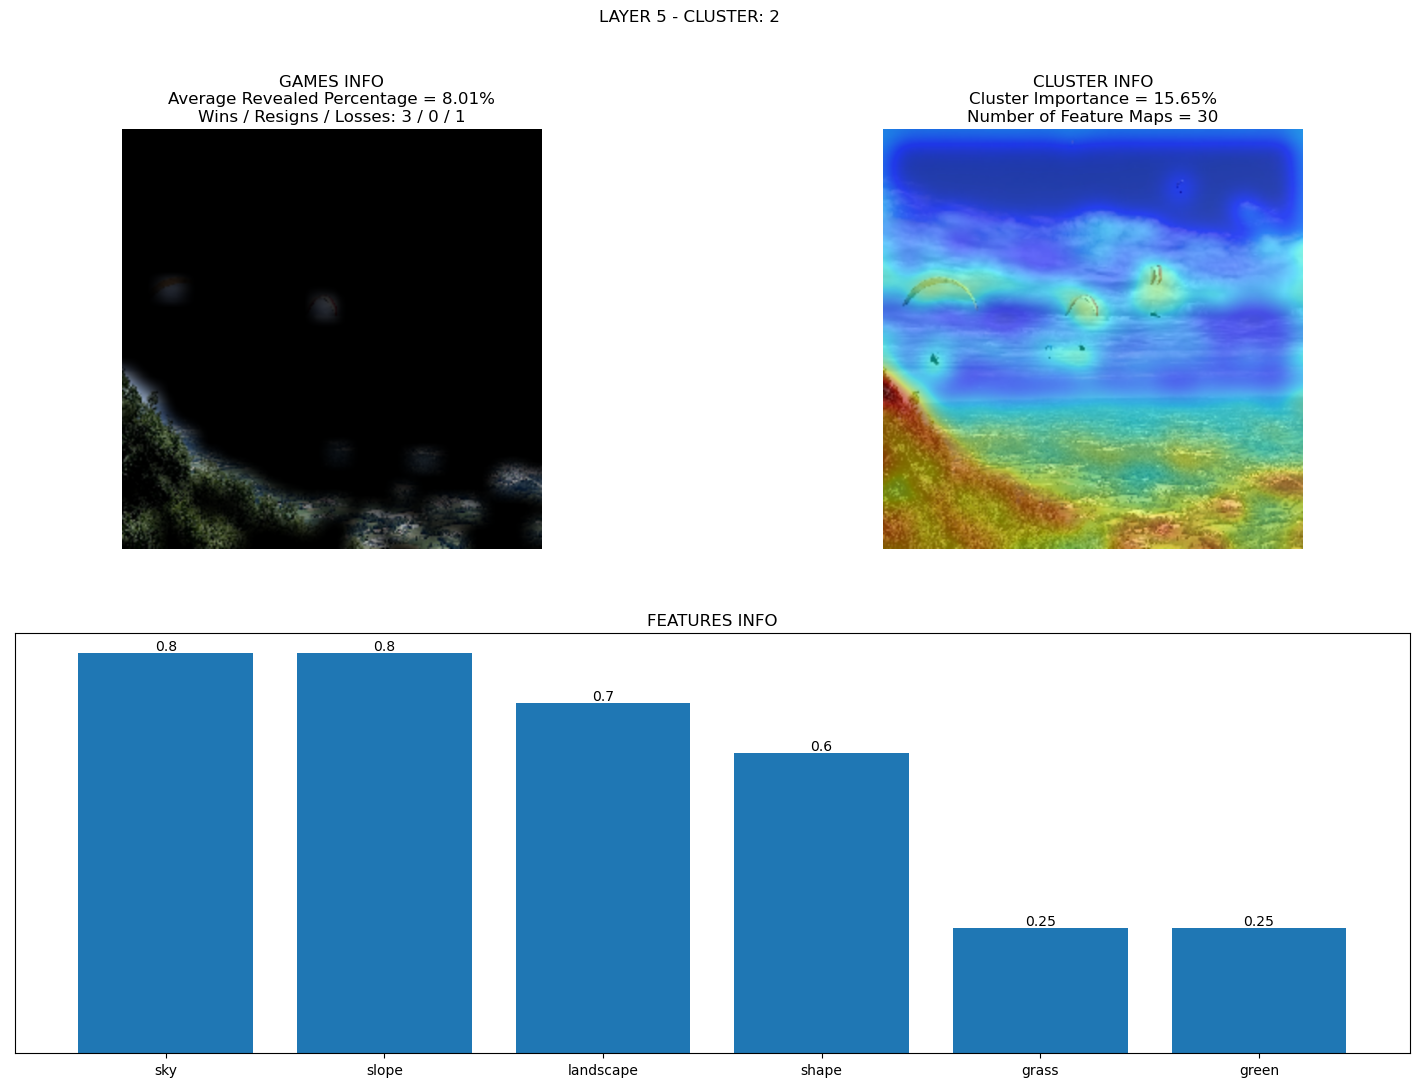 LAYER 5 - CLUSTER: 2
GAMES INFO
Average Revealed Percentage = 8.01%
Wins / Resigns / Losses: 3 / 0 / 1
CLUSTER INFO
Cluster Importance = 15.65%
Number of Feature Maps = 30
FEATURES INFO
0.8
0.8
0.7
0.6
0.25
0.25
sky
slope
landscape
shape
grass
green